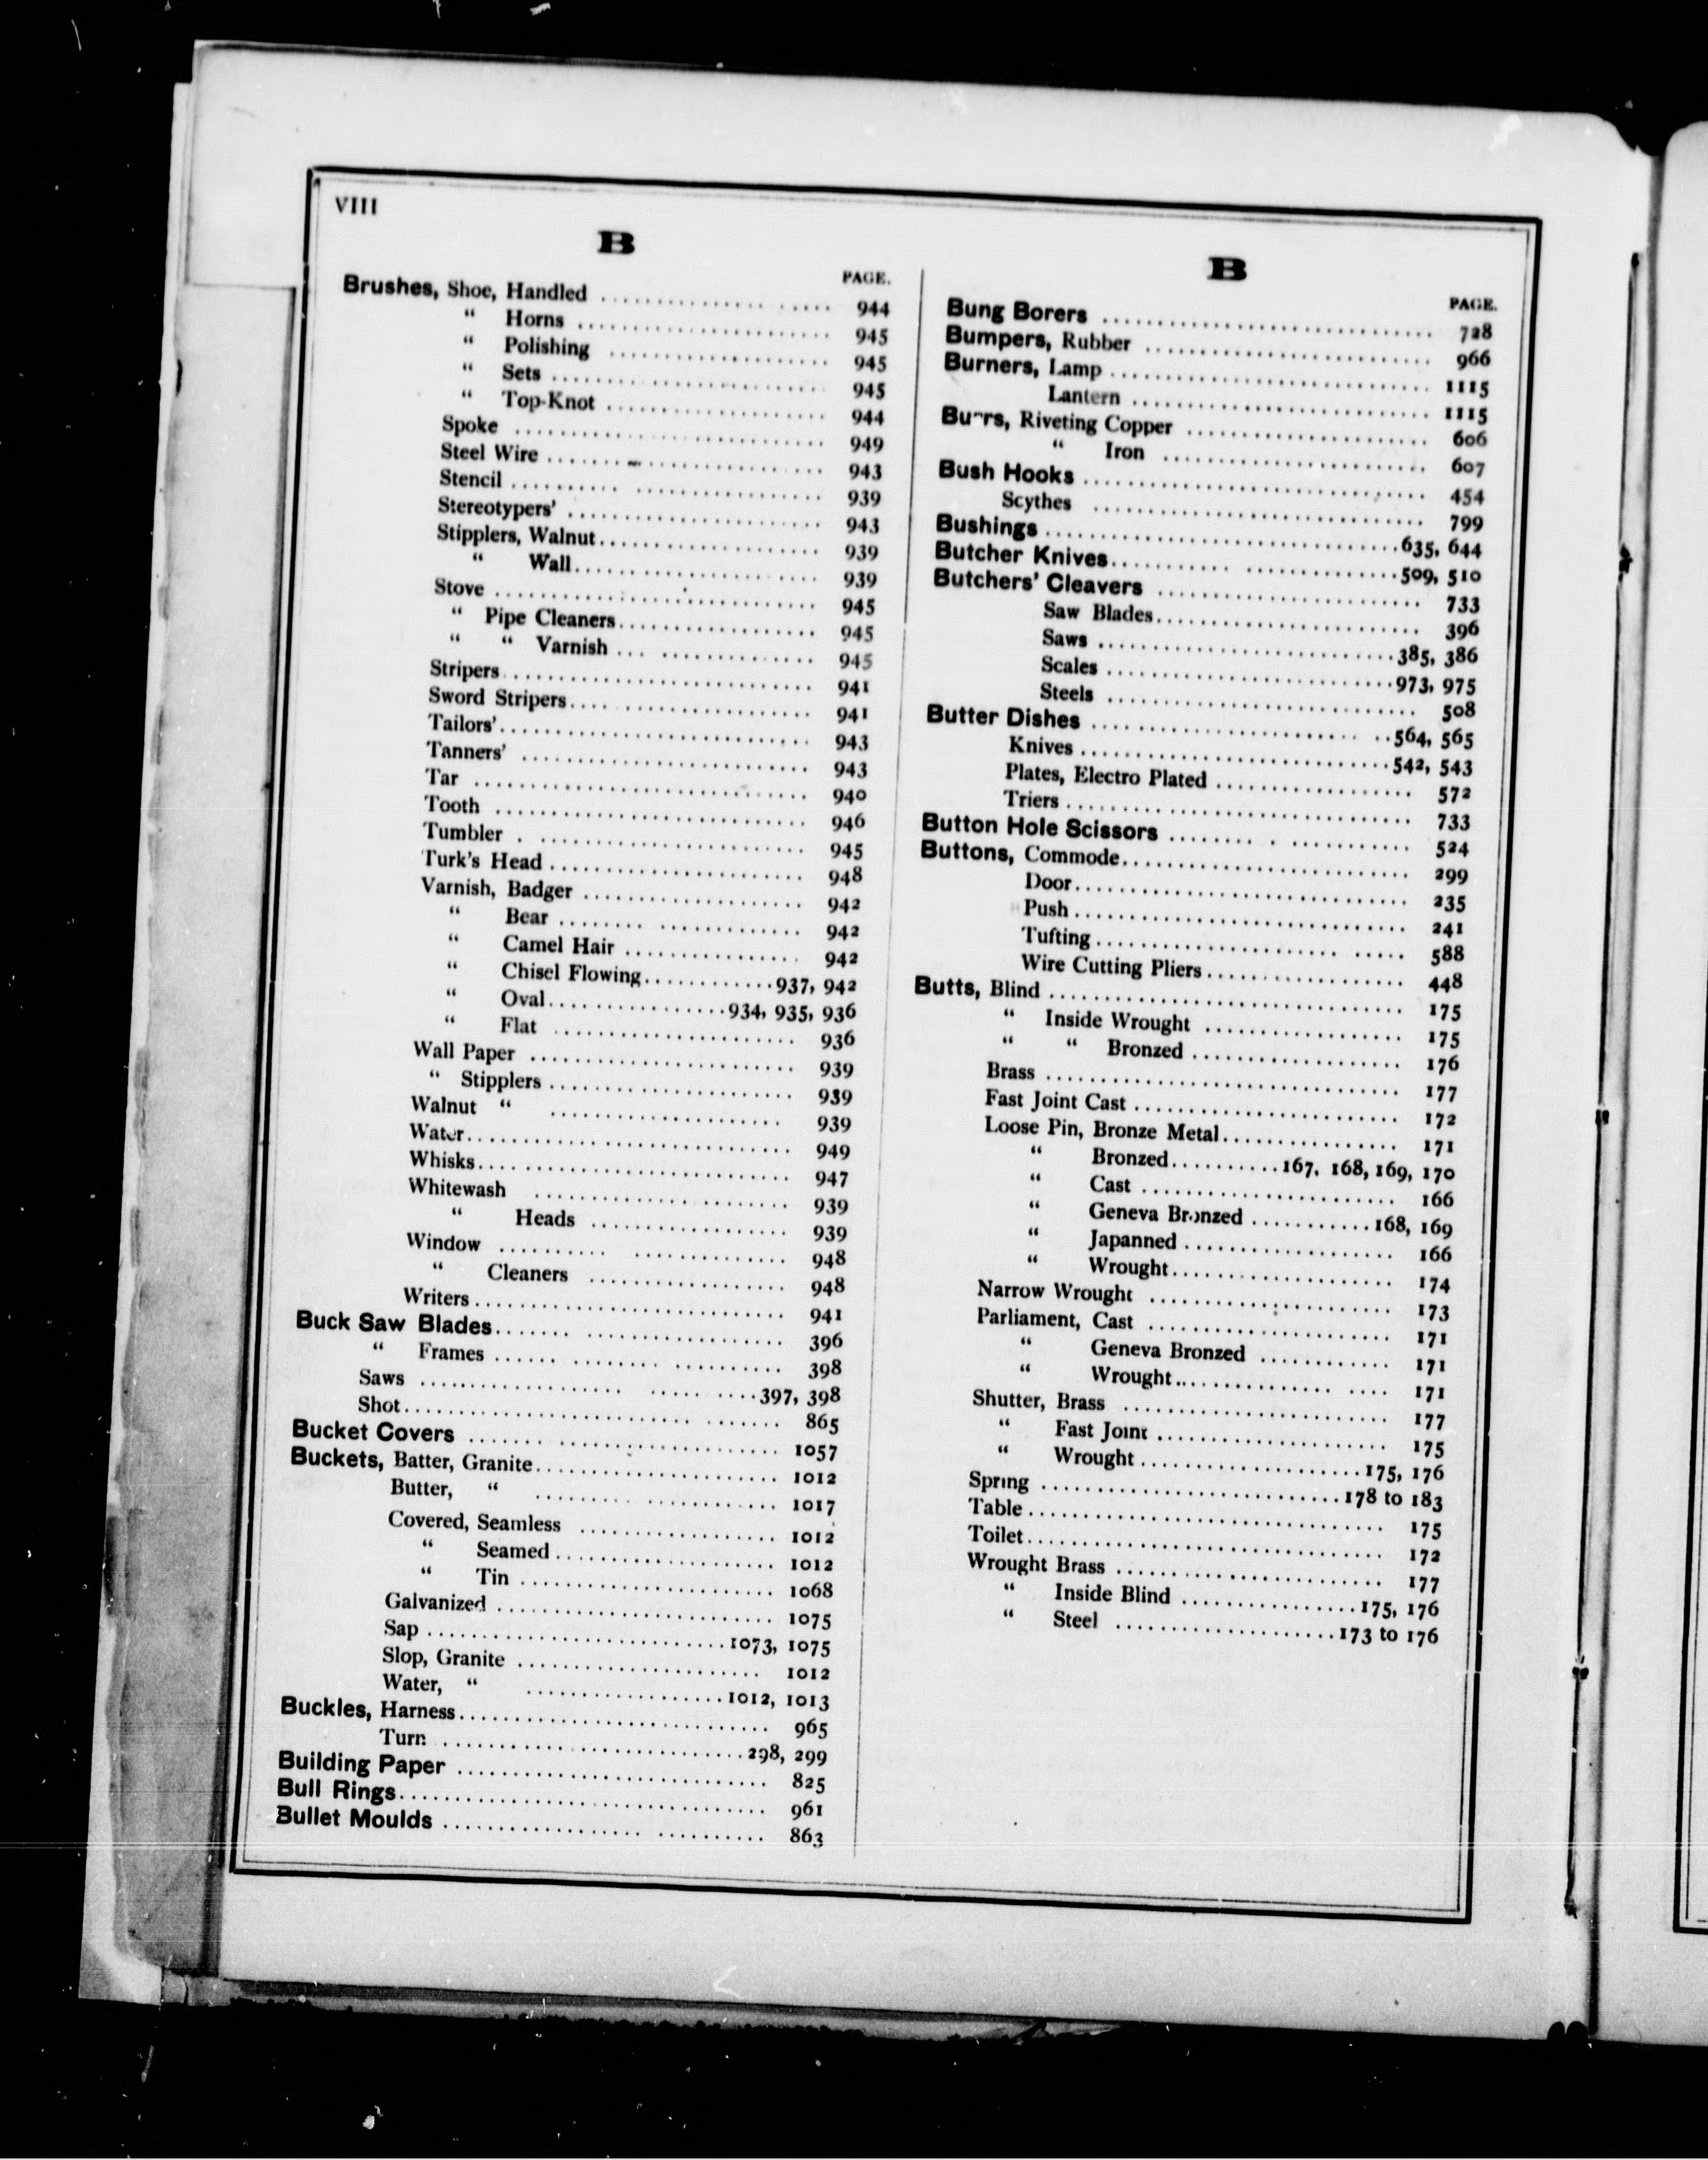 VIII
B
PAGE.
Brushes, Shoe, Handled .................... 944
“ Horns .................... 945
“ Polishing .................... 945
“ Sets .................... 945
“ Top-Knot .................... 944
Spoke .................... 949
Steel Wire .................... 943
Stencil .................... 939
Stereotypers' .................... 943
Stipplers, Walnut .................... 939
“ Wall .................... 939
Stove .................... 945
“ Pipe Cleaners .................... 945
“ “ Varnish .................... 945
Stripers .................... 941
Sword Stripers .................... 941
Tailors' .................... 943
Tanners' .................... 943
Tar .................... 940
Tooth .................... 946
Tumbler .................... 945
Turk's Head .................... 948
Varnish, Badger .................... 942
“ Bear .................... 942
“ Camel Hair .................... 942
“ Chisel Flowing ............ 937, 942
“ Oval ................ 934, 935, 936
“ Flat .................... 936
Wall Paper .................... 939
“ Stipplers .................... 939
Walnut “ .................... 939
Water .................... 949
Whisks .................... 947
Whitewash .................... 939
“ Heads .................... 939
Window .................... 948
“ Cleaners .................... 948
Writers .................... 941
Buck Saw Blades .................... 396
“ Frames .................... 398
Saws .................... 397, 398
Shot .................... 865
Bucket Covers .................... 1057
Buckets, Batter, Granite .................... 1012
Butter, “ .................... 1017
Covered, Seamless .................... 1012
“ Seamed .................... 1012
“ Tin .................... 1068
Galvanized .................... 1075
Sap .................... 1073, 1075
Slop, Granite .................... 1012
Water, “ .................... 1012, 1013
Buckles, Harness .................... 965
Turn .................... 298, 299
Building Paper .................... 825
Bull Rings .................... 961
Bullet Moulds .................... 863
B
PAGE.
Bung Borers .................... 728
Bumpers, Rubber .................... 966
Burners, Lamp .................... 1115
Lantern .................... 1115
Burrs, Riveting Copper .................... 606
“ Iron .................... 607
Bush Hooks .................... 454
Scythes .................... 799
Bushings .................... 635, 644
Butcher Knives .................... 509, 510
Butchers' Cleavers .................... 733
Saw Blades .................... 396
Saws .................... 385, 386
Scales .................... 973, 975
Steels .................... 508
Butter Dishes .................... 564, 565
Knives .................... 542, 543
Plates, Electro Plated .................... 572
Triers .................... 733
Button Hole Scissors .................... 524
Buttons, Commode .................... 299
Door .................... 235
Push .................... 241
Tufting .................... 588
Wire Cutting Pliers .................... 448
Butts, Blind .................... 175
“ Inside Wrought .................... 175
“ “ Bronzed .................... 176
Brass .................... 177
Fast Joint Cast .................... 172
Loose Pin, Bronze Metal .................... 171
“ Bronzed .......... 167, 168, 169, 170
“ Cast .................... 166
“ Geneva Bronzed ........... 168, 169
“ Japanned .................... 166
“ Wrought .................... 174
Narrow Wrought .................... 173
Parliament, Cast .................... 171
“ Geneva Bronzed ............ 171
“ Wrought .................... 171
Shutter, Brass .................... 177
“ Fast Joint .................... 175
“ Wrought .................... 175, 176
Spring .................... 178 to 183
Table .................... 175
Toilet .................... 172
Wrought Brass .................... 177
“ Inside Blind ................ 175, 176
“ Steel .................... 173 to 176